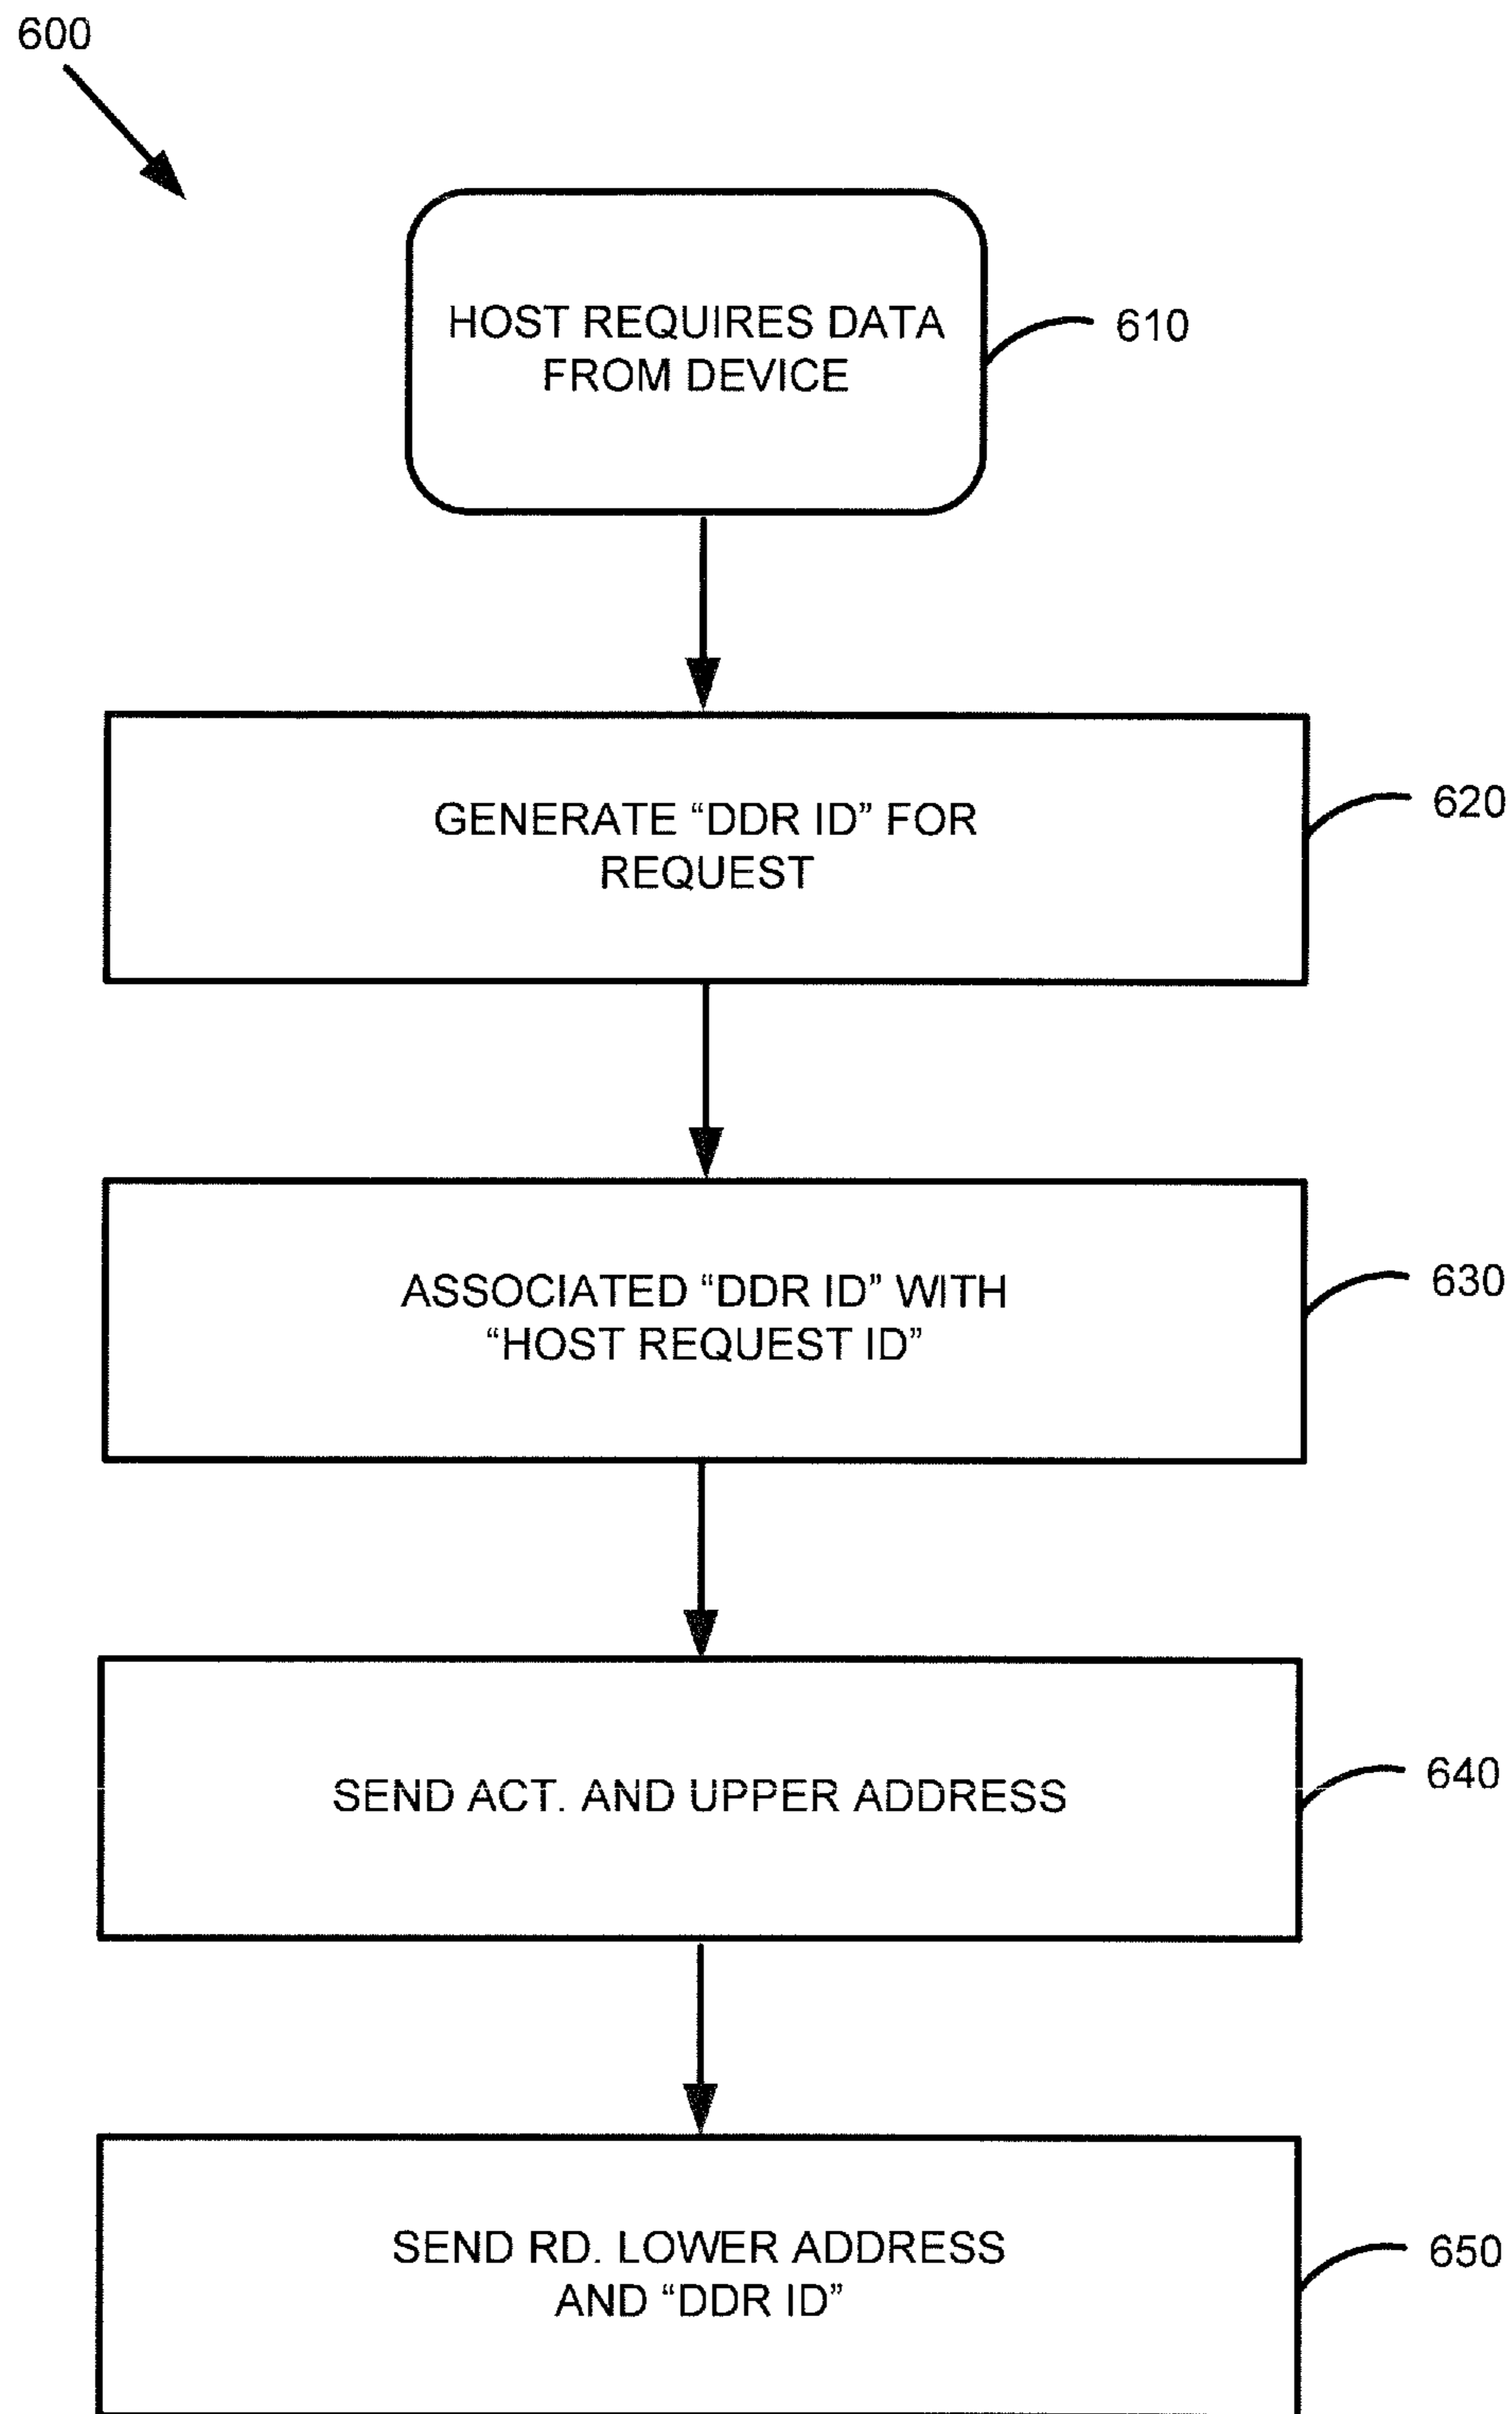 600
HOST REQUIRES DATA
FROM DEVICE
610
GENERATE “DDR ID” FOR
REQUEST
620
ASSOCIATED “DDR ID” WITH
“HOST REQUEST ID”
630
SEND ACT. AND UPPER ADDRESS
640
SEND RD. LOWER ADDRESS
AND “DDR ID”
650